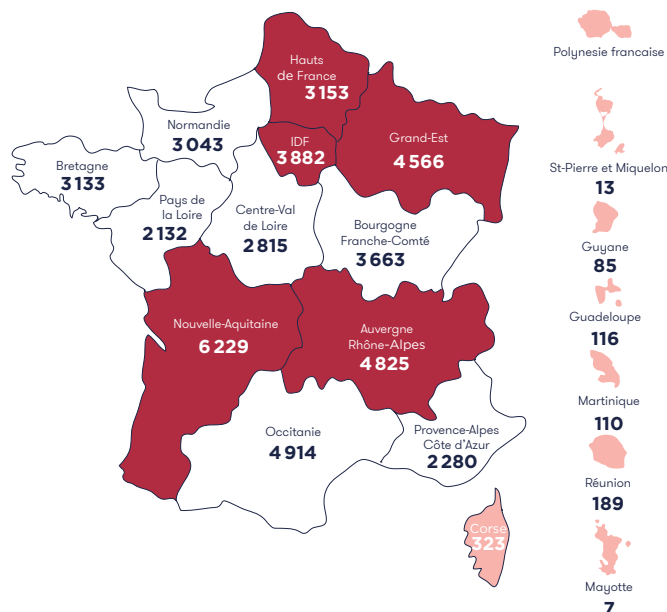 Hauts
de France
3 153
Normandie
3 043
IDF
3 882
Grand-Est
4 566
Bretagne
3 133
Pays de
la Loire
2 132
Centre-Val
de Loire
2 815
Bourgogne
Franche-Comté
3 663
Nouvelle-Aquitaine
6 229
Auvergne
Rhône-Alpes
4 825
Occitanie
4 914
Provence-Alpes
Côte d'Azur
2 280
Corse
323
Polynesie francaise
St-Pierre et Miquelon
13
Guyane
85
Guadeloupe
116
Martinique
110
Réunion
189
Mayotte
7